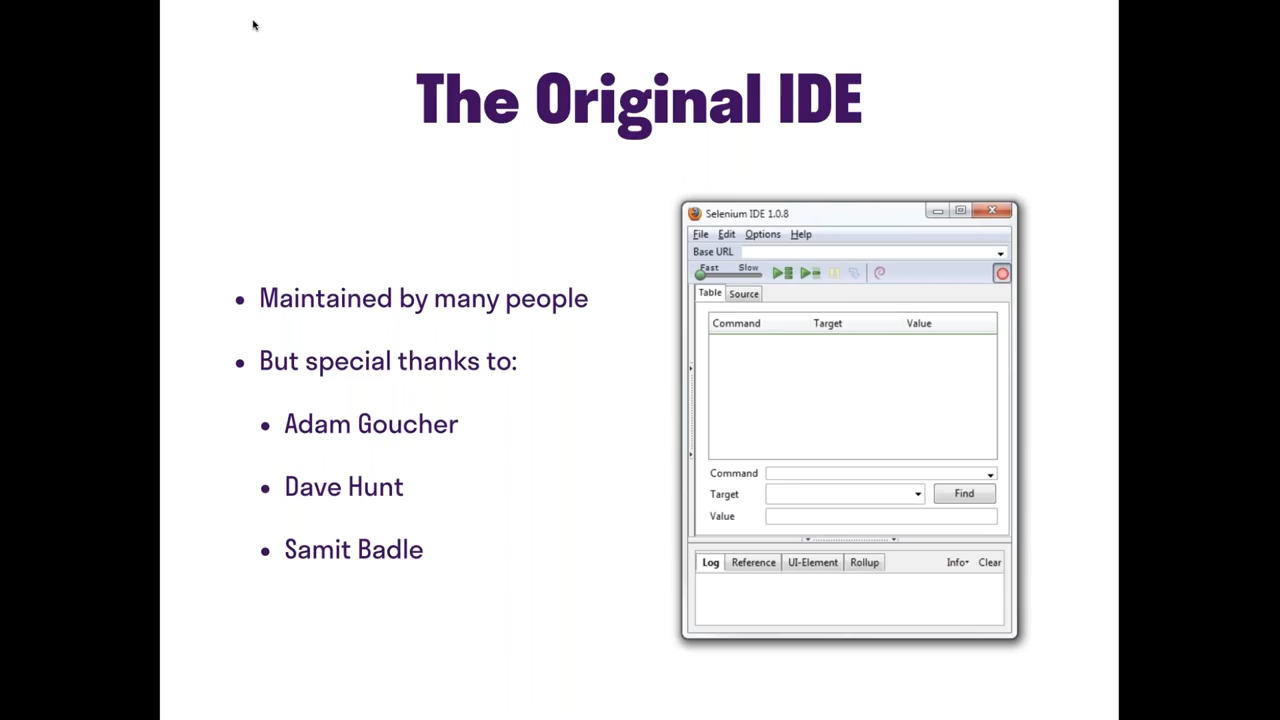 The Original IDE
• Maintained by many people
• But special thanks to:
• Adam Goucher
• Dave Hunt
• Samit Badle
Selenium IDE 1.0.8
File Edit Options Help
Base URL
Fast Slow
Table Source
Command Target Value
Command
Target Find
Value
Log Reference UI-Element Rollup Info Clear